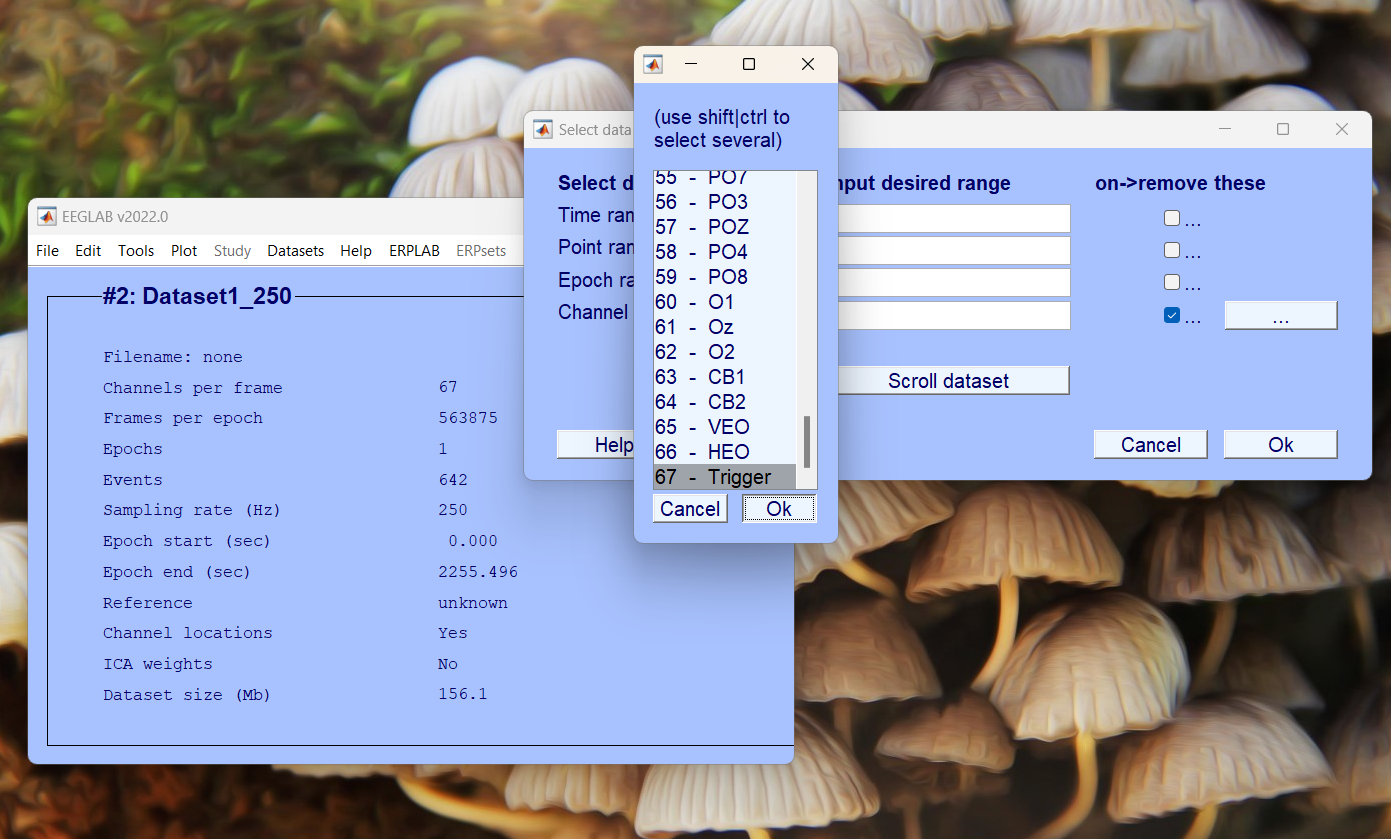 (use shift|ctrl to
select several)
55 - PO7
56 - PO3
57 - POZ
58 - PO4
59 - PO8
60 - O1
61 - Oz
62 - O2
63 - CB1
64 - CB2
65 - VEO
66 - HEO
67 - Trigger
Cancel Ok
Select data
Select d nput desired range on->remove these
Time ran ...
Point ran ...
Epoch ra ...
Channel ... ...
Scroll dataset
Help Cancel Ok
EEGLAB v2022.0
File Edit Tools Plot Study Datasets Help ERPLAB ERPsets
#2: Dataset1_250
Filename: none
Channels per frame 67
Frames per epoch 563875
Epochs 1
Events 642
Sampling rate (Hz) 250
Epoch start (sec) 0.000
Epoch end (sec) 2255.496
Reference unknown
Channel locations Yes
ICA weights No
Dataset size (Mb) 156.1